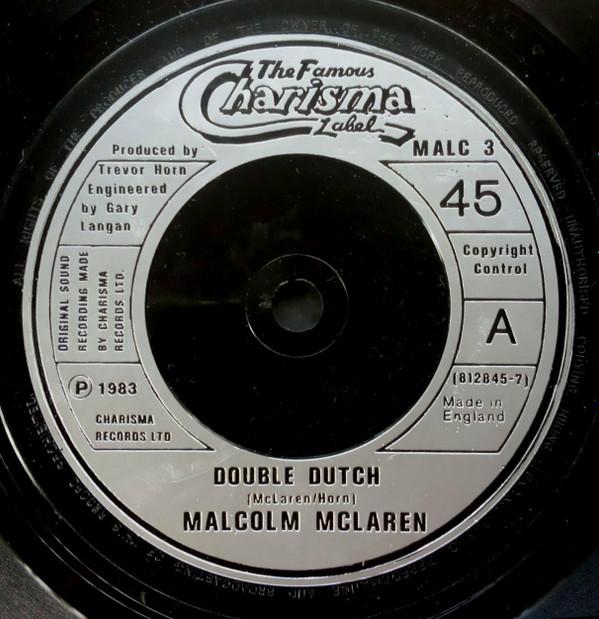 The Famous
Charisma
Label
MALC 3
Produced by
Trevor Horn
Engineered
by Gary
Langan
45
Copyright
Control
ORIGINAL SOUND
RECORDING MADE
BY CHARISMA
RECORDS LTD.
A
(812845-7)
Ⓟ 1983
Made in
England
CHARISMA
RECORDS LTD
DOUBLE DUTCH
(McLaren/Horn)
MALCOLM MCLAREN
ALL RIGHTS OF THE PRODUCER AND OF THE OWNER OF THE WORK REPRODUCED RESERVED UNAUTHORISED COPYING HIRING